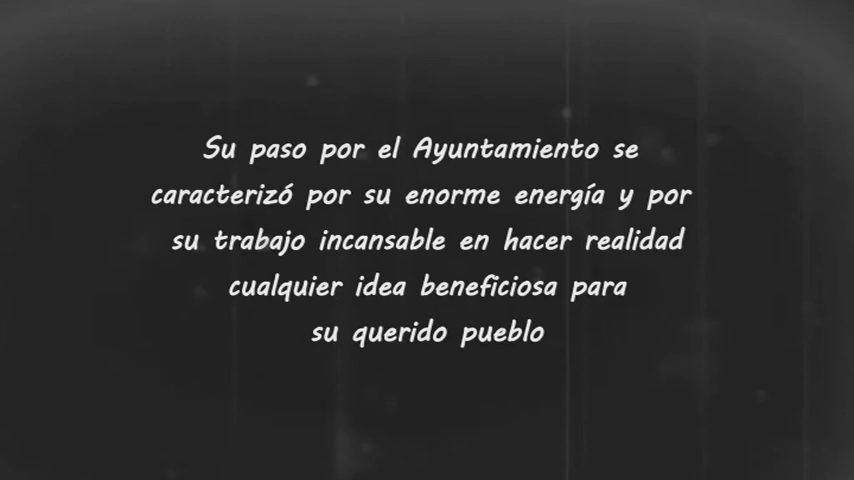 Su paso por el Ayuntamiento se
caracterizó por su enorme energía y por
su trabajo incansable en hacer realidad
cualquier idea beneficiosa para
su querido pueblo